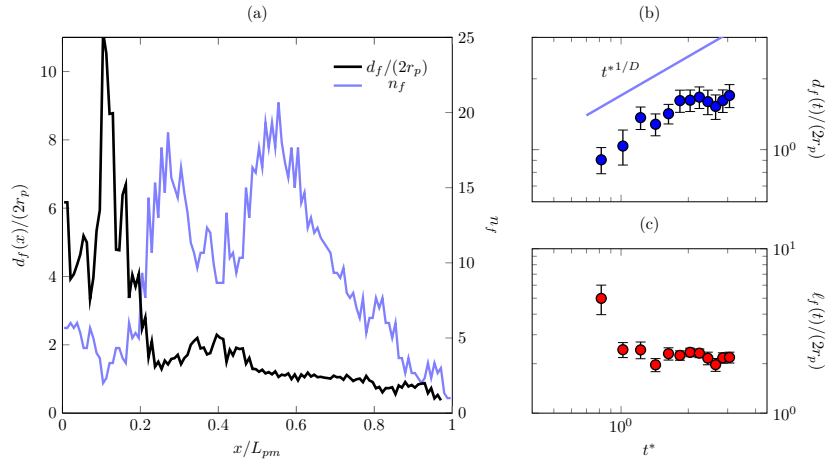 (a)
d_f/(2r_p)
n_f
10
8
6
4
2
0
25
20
15
10
5
0
0 0.2 0.4 0.6 0.8 1
d_f(x)/(2r_p)
n_f
x/L_{pm}
(b)
t^{*1/D}
10^0
d_f(t)/(2r_p)
(c)
10^1
10^0
ℓ_f(t)/(2r_p)
10^0
t^*